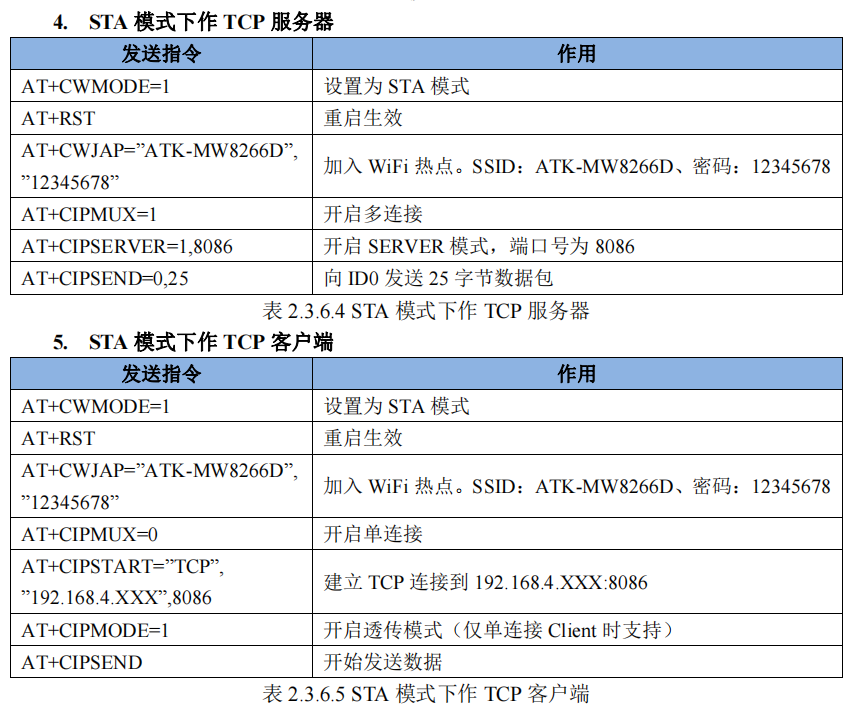 4. STA 模式下作 TCP 服务器
发送指令 作用
AT+CWMODE=1 设置为 STA 模式
AT+RST 重启生效
AT+CWJAP=”ATK-MW8266D”,
”12345678” 加入 WiFi 热点。SSID：ATK-MW8266D、密码：12345678
AT+CIPMUX=1 开启多连接
AT+CIPSERVER=1,8086 开启 SERVER 模式，端口号为 8086
AT+CIPSEND=0,25 向 ID0 发送 25 字节数据包
表 2.3.6.4 STA 模式下作 TCP 服务器
5. STA 模式下作 TCP 客户端
发送指令 作用
AT+CWMODE=1 设置为 STA 模式
AT+RST 重启生效
AT+CWJAP=”ATK-MW8266D”,
”12345678” 加入 WiFi 热点。SSID：ATK-MW8266D、密码：12345678
AT+CIPMUX=0 开启单连接
AT+CIPSTART=”TCP”,
”192.168.4.XXX”,8086 建立 TCP 连接到 192.168.4.XXX:8086
AT+CIPMODE=1 开启透传模式（仅单连接 Client 时支持）
AT+CIPSEND 开始发送数据
表 2.3.6.5 STA 模式下作 TCP 客户端